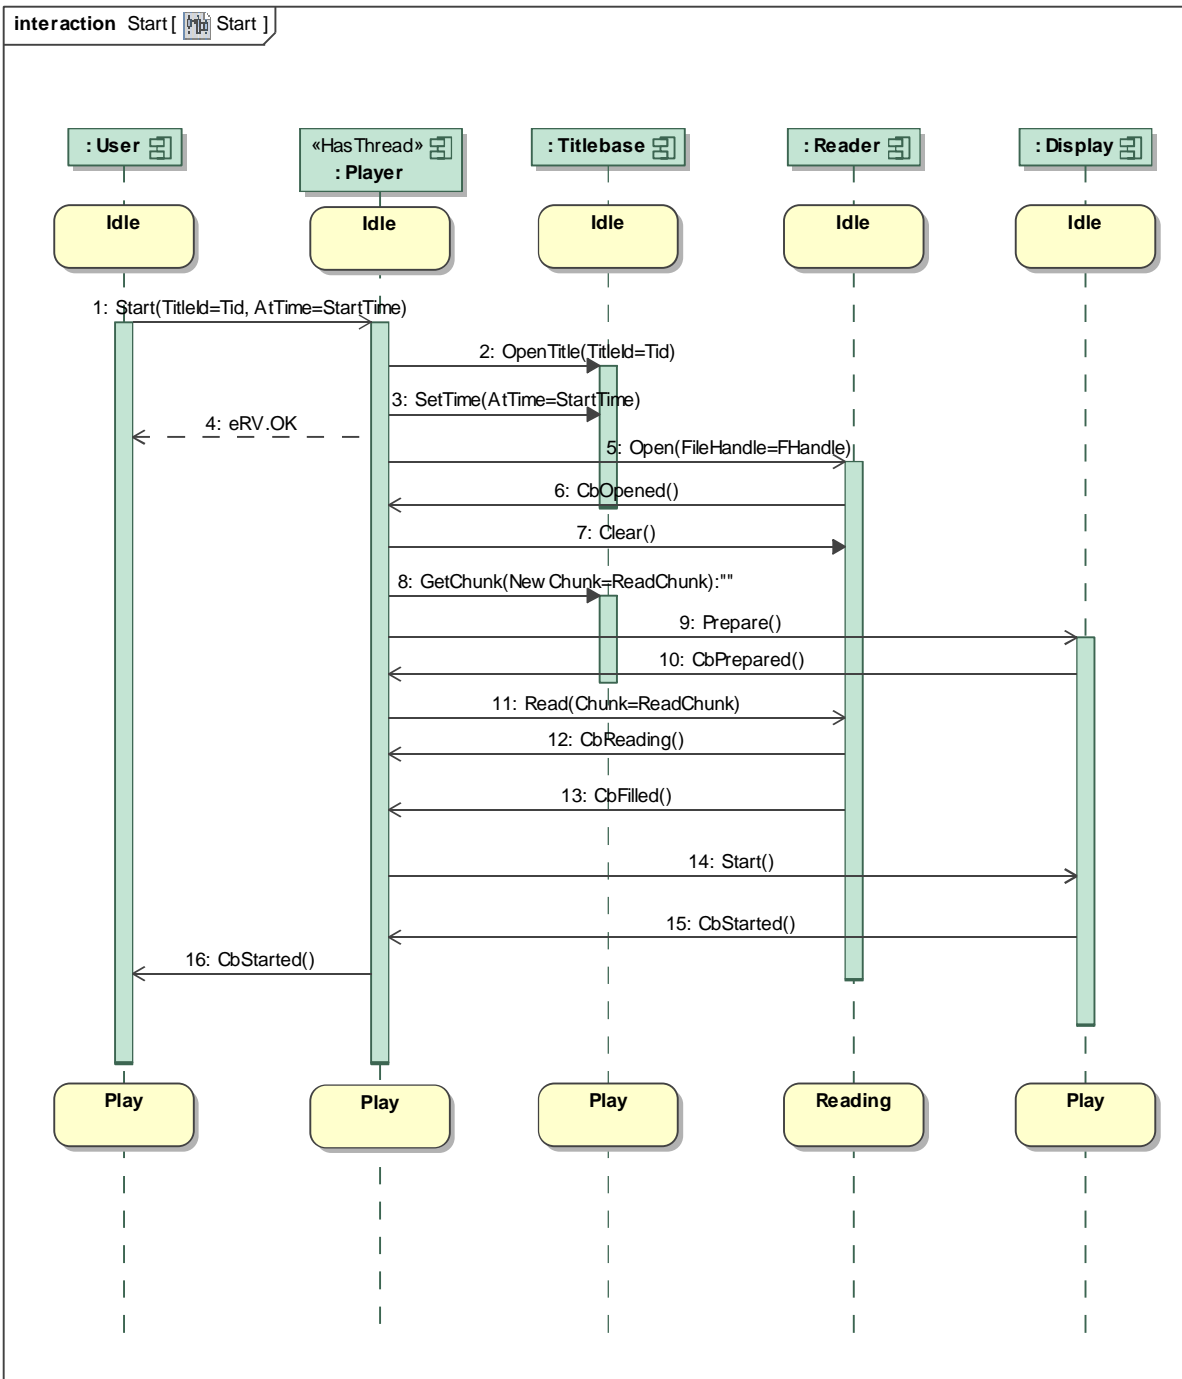 interaction Start [ Start ]
: User
«HasThread»
: Player
: Titlebase
: Reader
: Display
Idle
Idle
Idle
Idle
Idle
1: Start(TitleId=Tid, AtTime=StartTime)
2: OpenTitle(TitleId=Tid)
3: SetTime(AtTime=StartTime)
4: eRV.OK
5: Open(FileHandle=FHandle)
6: CbOpened()
7: Clear()
8: GetChunk(New Chunk=ReadChunk):""
9: Prepare()
10: CbPrepared()
11: Read(Chunk=ReadChunk)
12: CbReading()
13: CbFilled()
14: Start()
15: CbStarted()
16: CbStarted()
Play
Play
Play
Reading
Play